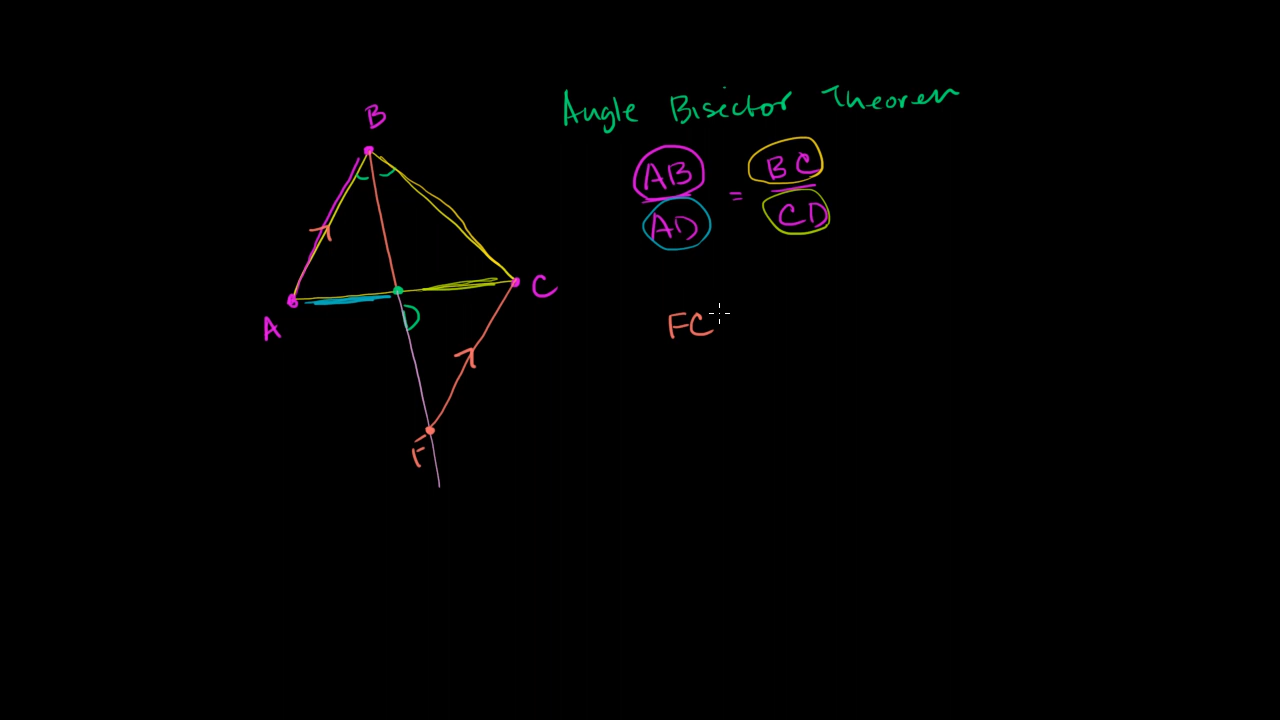 Angle Bisector Theorem
B
AB/AD = BC/CD
C
A
D
FC
F